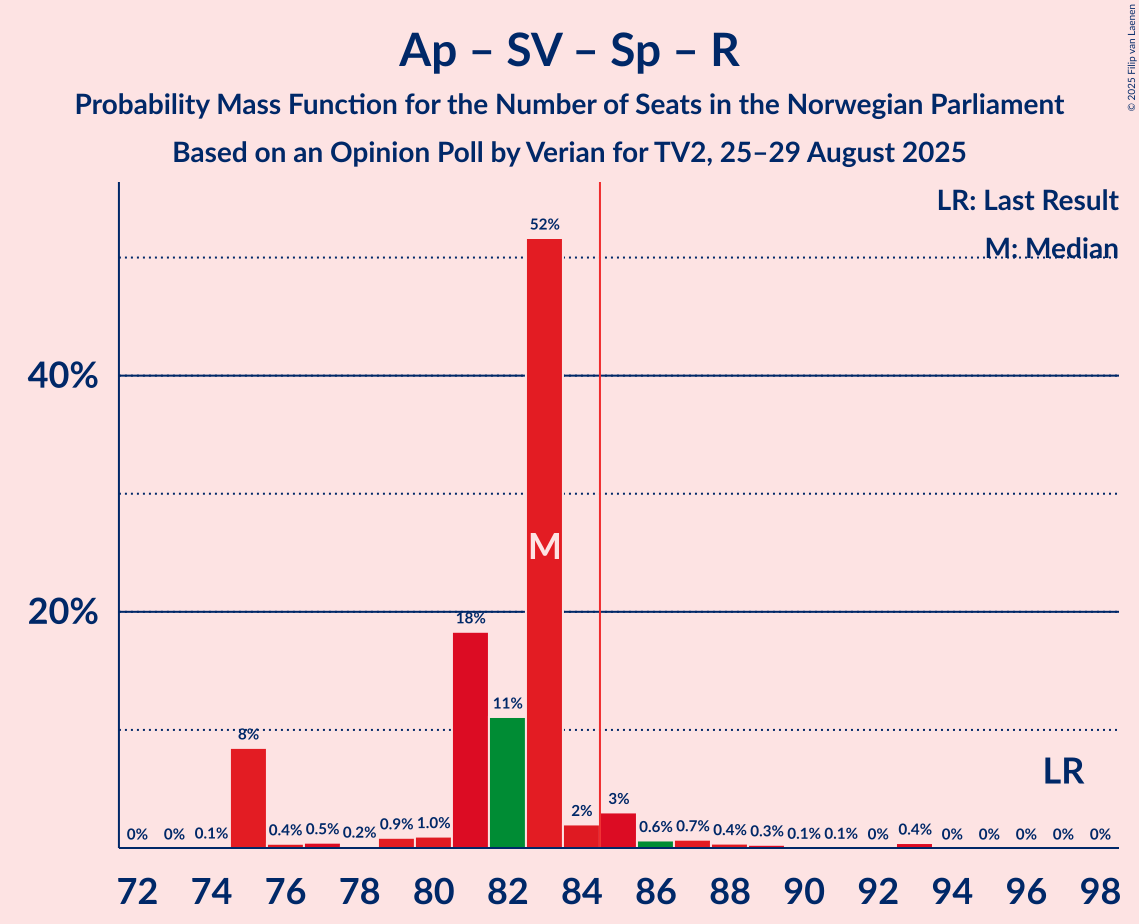 Ap – SV – Sp – R
Probability Mass Function for the Number of Seats in the Norwegian Parliament
Based on an Opinion Poll by Verian for TV2, 25–29 August 2025
© 2025 Filip van Laenen
LR: Last Result
M: Median
52%
40%
M
20%
18%
11%
8%
LR
3%
2%
0% 0% 0.1% 0.4% 0.5% 0.2% 0.9% 1.0% 0.6% 0.7% 0.4% 0.3% 0.1% 0.1% 0% 0.4% 0% 0% 0% 0% 0%
72 74 76 78 80 82 84 86 88 90 92 94 96 98